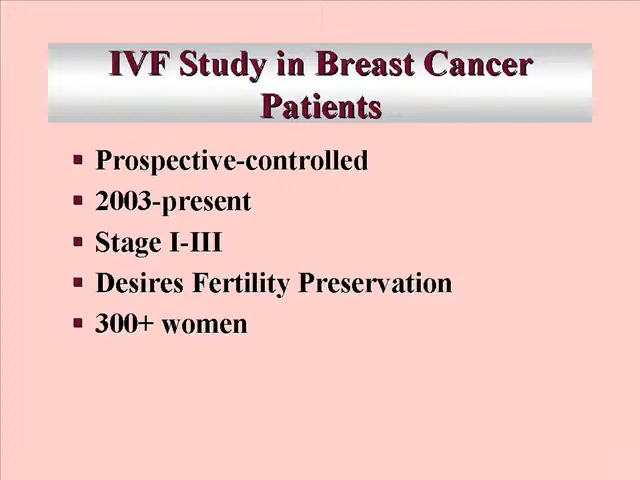 IVF Study in Breast Cancer
Patients
▪ Prospective-controlled
▪ 2003-present
▪ Stage I-III
▪ Desires Fertility Preservation
▪ 300+ women